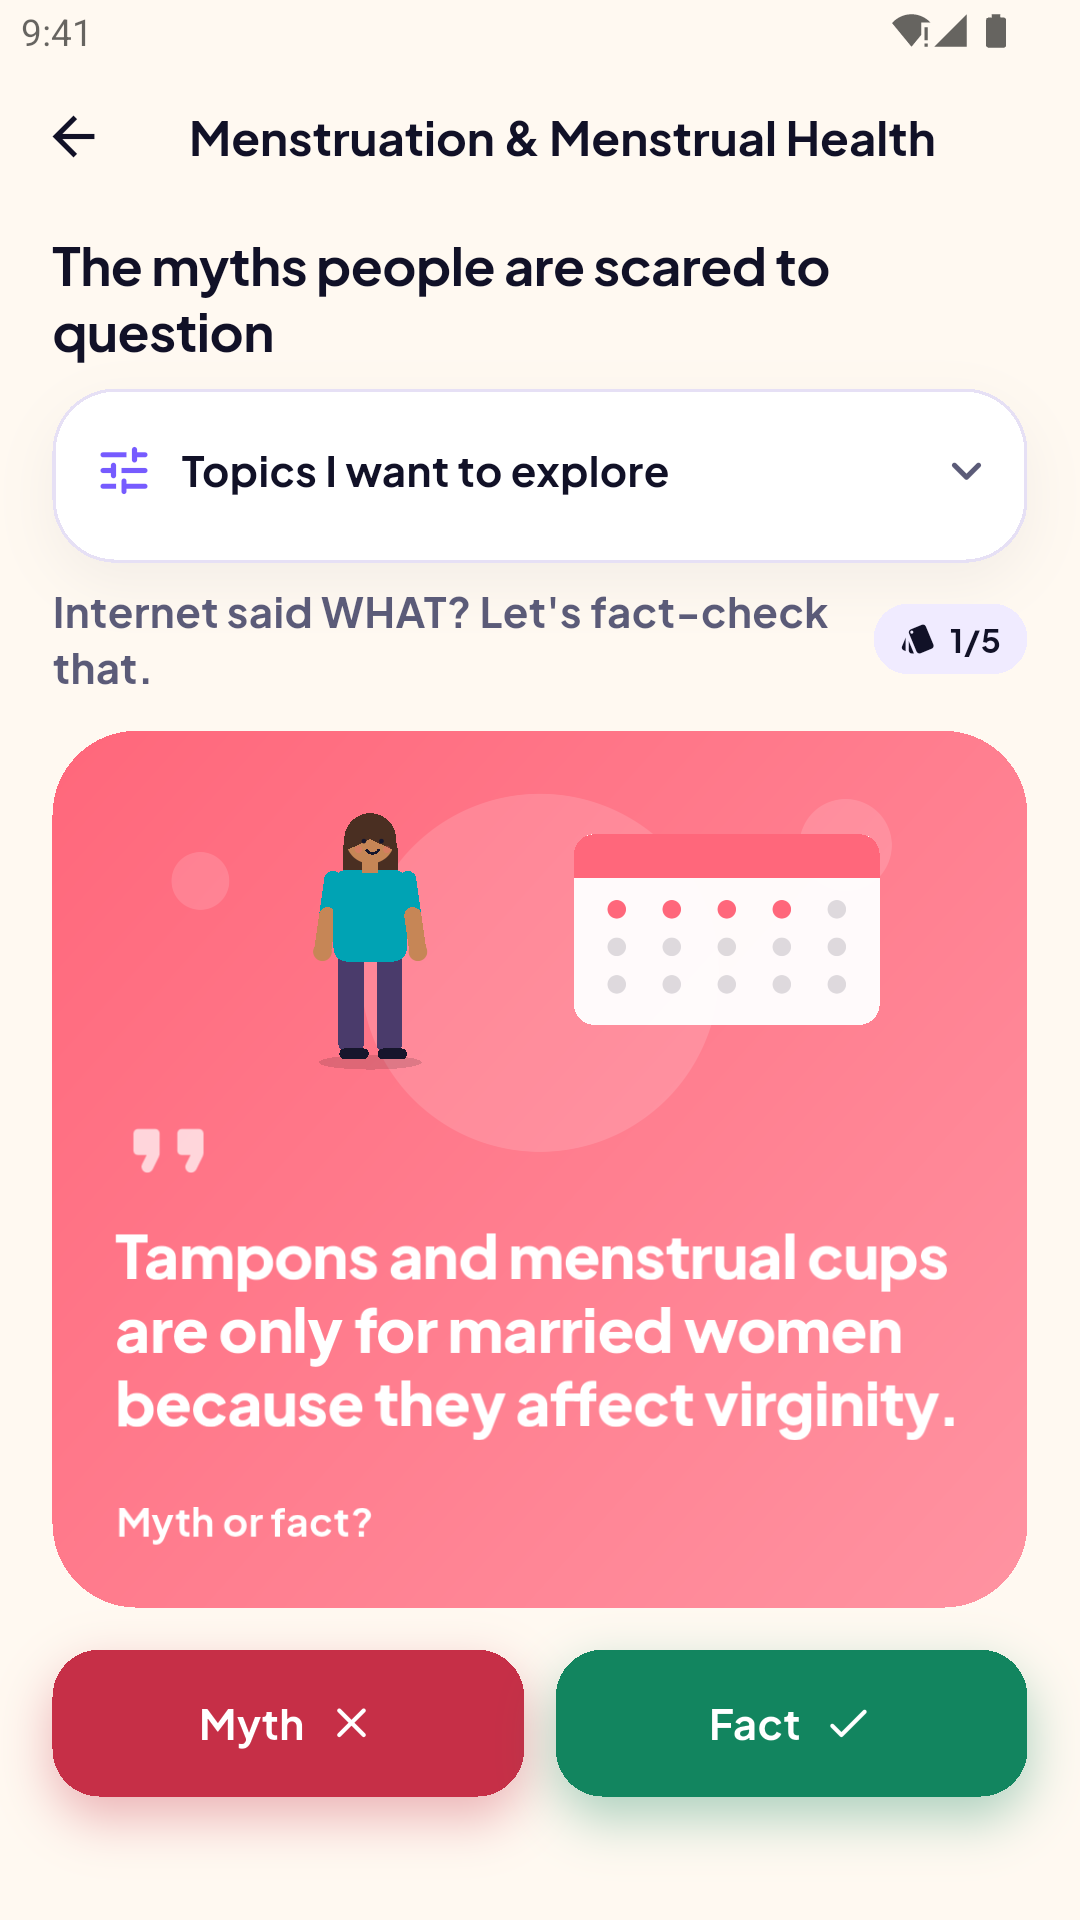 9:41
Menstruation & Menstrual Health
The myths people are scared to
question
Topics I want to explore
Internet said WHAT? Let's fact-check
that.
1/5
Tampons and menstrual cups
are only for married women
because they affect virginity.
Myth or fact?
Myth
Fact